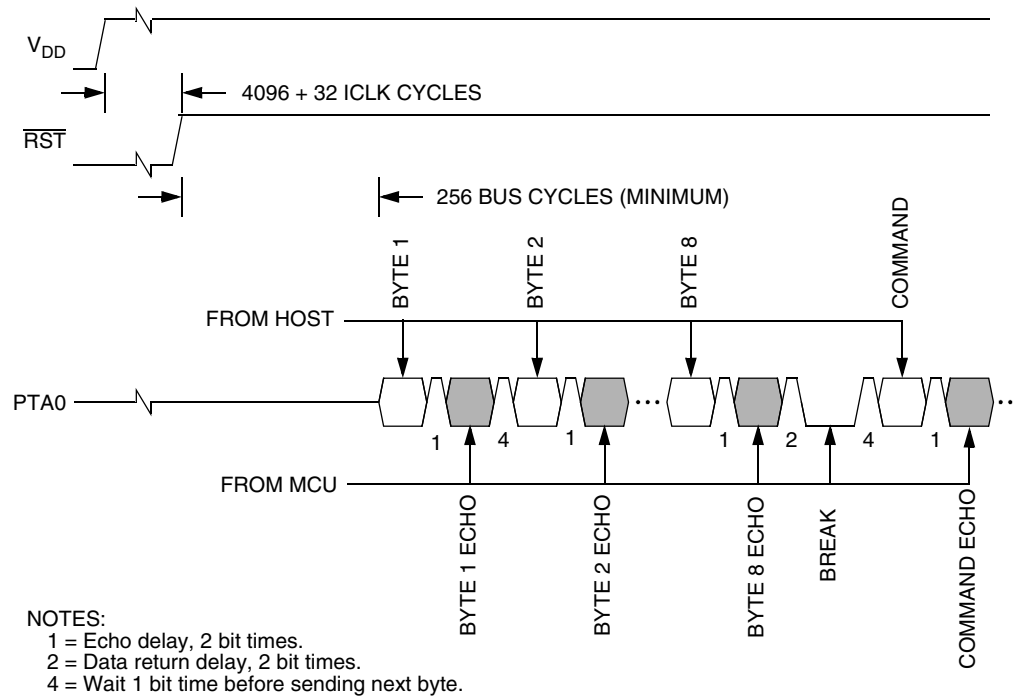 VDD
4096 + 32 ICLK CYCLES
RST
256 BUS CYCLES (MINIMUM)
BYTE 1
BYTE 2
BYTE 8
COMMAND
FROM HOST
PTA0
...
..
1
4
1
1
2
4
1
FROM MCU
BYTE 1 ECHO
BYTE 2 ECHO
BYTE 8 ECHO
BREAK
COMMAND ECHO
NOTES:
1 = Echo delay, 2 bit times.
2 = Data return delay, 2 bit times.
4 = Wait 1 bit time before sending next byte.